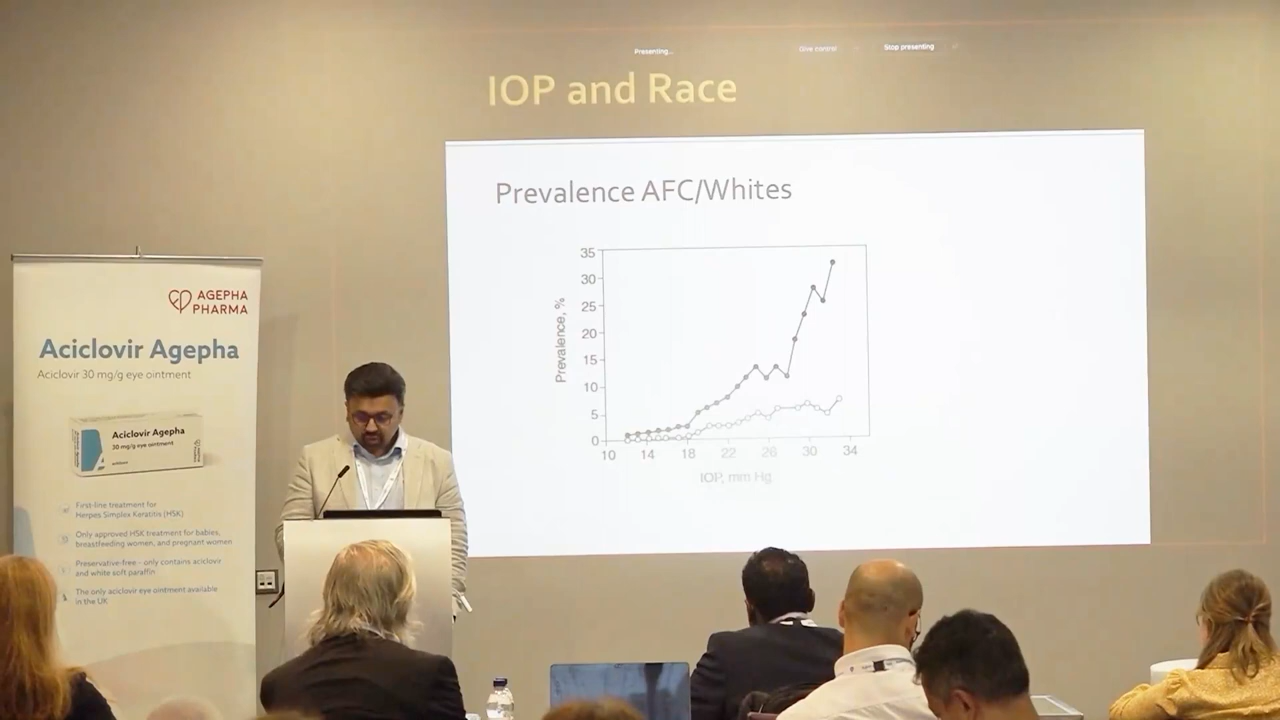 Presenting...
Give control
Stop presenting
IOP and Race
Prevalence AFC/Whites
35
30
25
20
15
10
5
0
Prevalence, %
10 14 18 22 26 30 34
IOP, mm Hg
AGEPHA
PHARMA
Aciclovir Agepha
Aciclovir 30 mg/g eye ointment
Aciclovir Agepha
30 mg/g eye ointment
First-line treatment for
Herpes Simplex Keratitis (HSK)
Only approved HSK treatment for babies,
breastfeeding women, and pregnant women
Preservative-free - only contains aciclovir
and white soft paraffin
The only aciclovir eye ointment available
in the UK